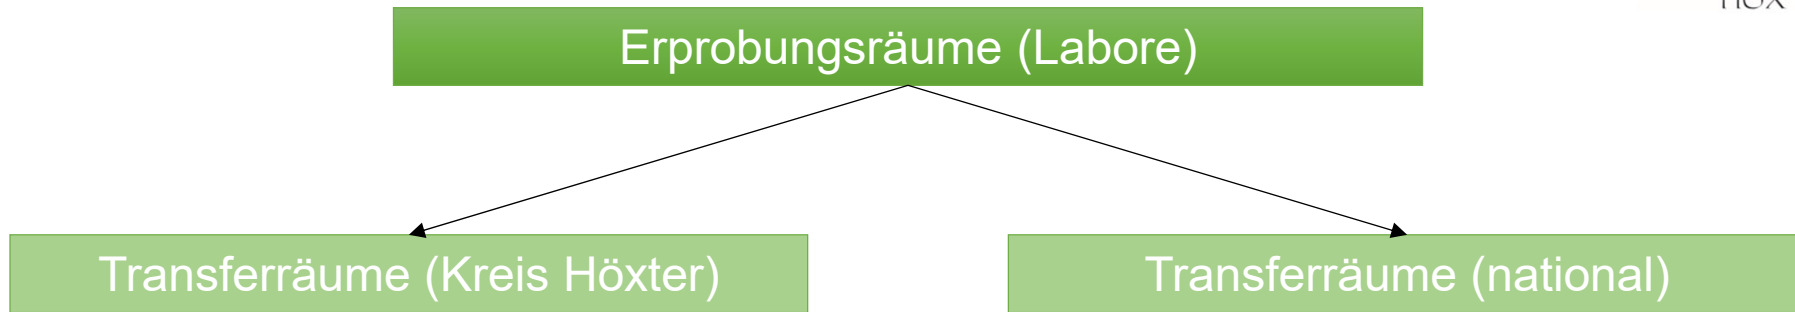 Erprobungsräume (Labore)
Transferräume (Kreis Höxter)
Transferräume (national)